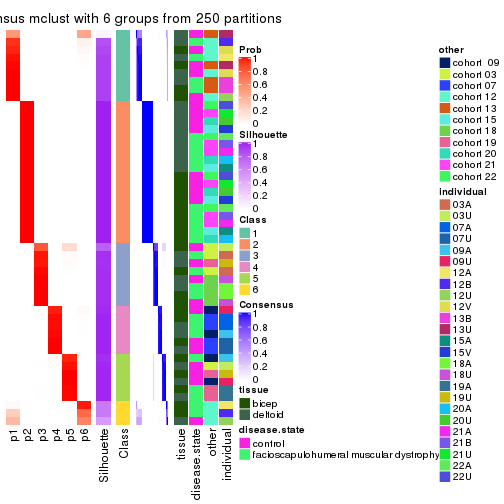 nsus mclust with 6 groups from 250 partitions
p1
p2
p3
p4
p5
p6
Silhouette
Class
tissue
disease.state
other
individual
Prob
1
0.8
0.6
0.4
0.2
0
Silhouette
1
0.8
0.6
0.4
0.2
0
Class
1
2
3
4
5
6
Consensus
1
0.8
0.6
0.4
0.2
0
tissue
bicep
deltoid
disease.state
control
facioscapulohumeral muscular dystrophy
other
cohort  09
cohort 03
cohort 07
cohort 12
cohort 13
cohort 15
cohort 18
cohort 19
cohort 20
cohort 21
cohort 22
individual
03A
03U
07A
07U
09A
09U
12A
12B
12U
12V
13B
13U
15A
15V
18A
18U
19A
19U
20A
20U
21A
21B
21U
22A
22U